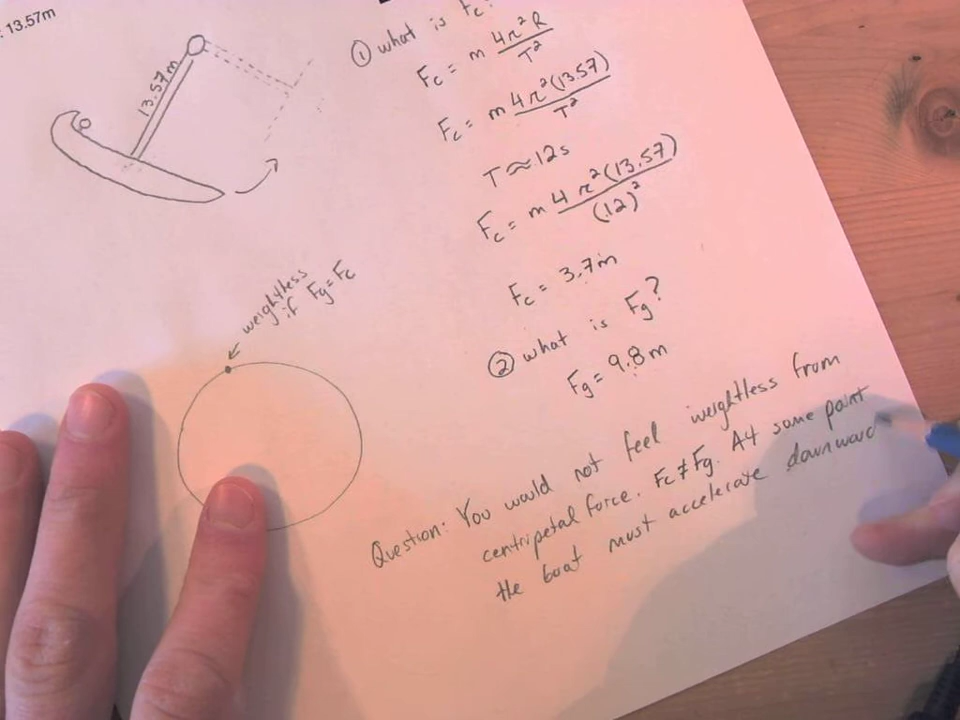 : 13.57m
13.57m
weightless
if Fg = Fc
① what is Fc?
Fc = m 4π²R / T²
Fc = m 4π²(13.57) / T²
T ≈ 12s
Fc = m 4π²(13.57) / (12)²
Fc = 3.7m
② what is Fg?
Fg = 9.8m
Question: You would not feel weightless from
centripetal force. Fc ≠ Fg. At some point
the boat must accelerate downward